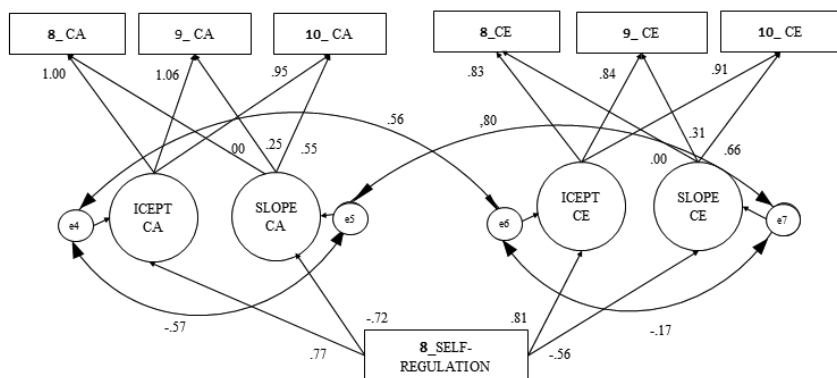 8_ CA
9_ CA
10_ CA
8_CE
9_ CE
10_ CE
1.00
1.06
.95
.83
.84
.91
.56
,80
.00
.25
.55
.31
.00
.66
ICEPT
CA
SLOPE
CA
ICEPT
CE
SLOPE
CE
e4
e5
e6
e7
-.57
-.72
.81
-.17
.77
-.56
8_SELF-
REGULATION